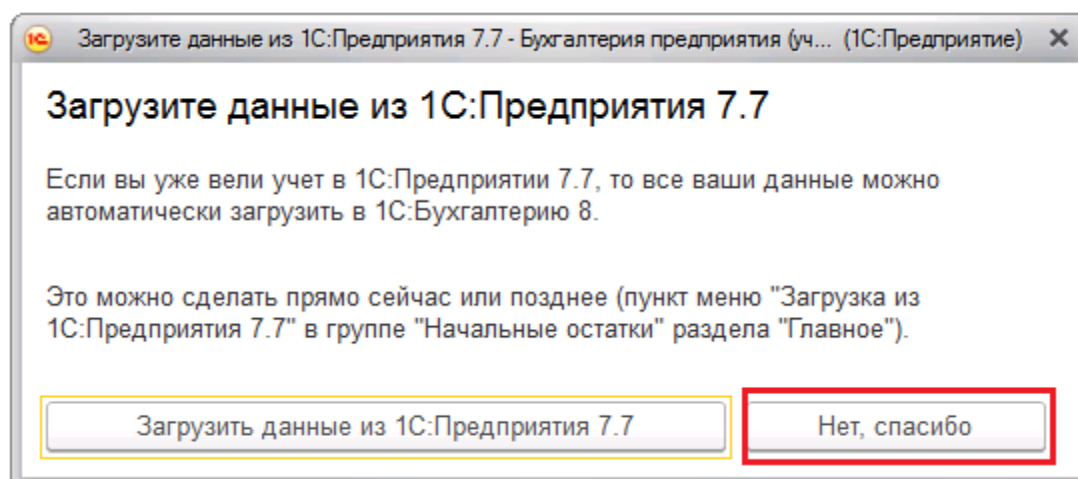 1С Загрузите данные из 1С:Предприятия 7.7 - Бухгалтерия предприятия (уч... (1С:Предприятие)
Загрузите данные из 1С:Предприятия 7.7
Если вы уже вели учет в 1С:Предприятии 7.7, то все ваши данные можно
автоматически загрузить в 1С:Бухгалтерию 8.
Это можно сделать прямо сейчас или позднее (пункт меню "Загрузка из
1С:Предприятия 7.7" в группе "Начальные остатки" раздела "Главное").
Загрузить данные из 1С:Предприятия 7.7 Нет, спасибо